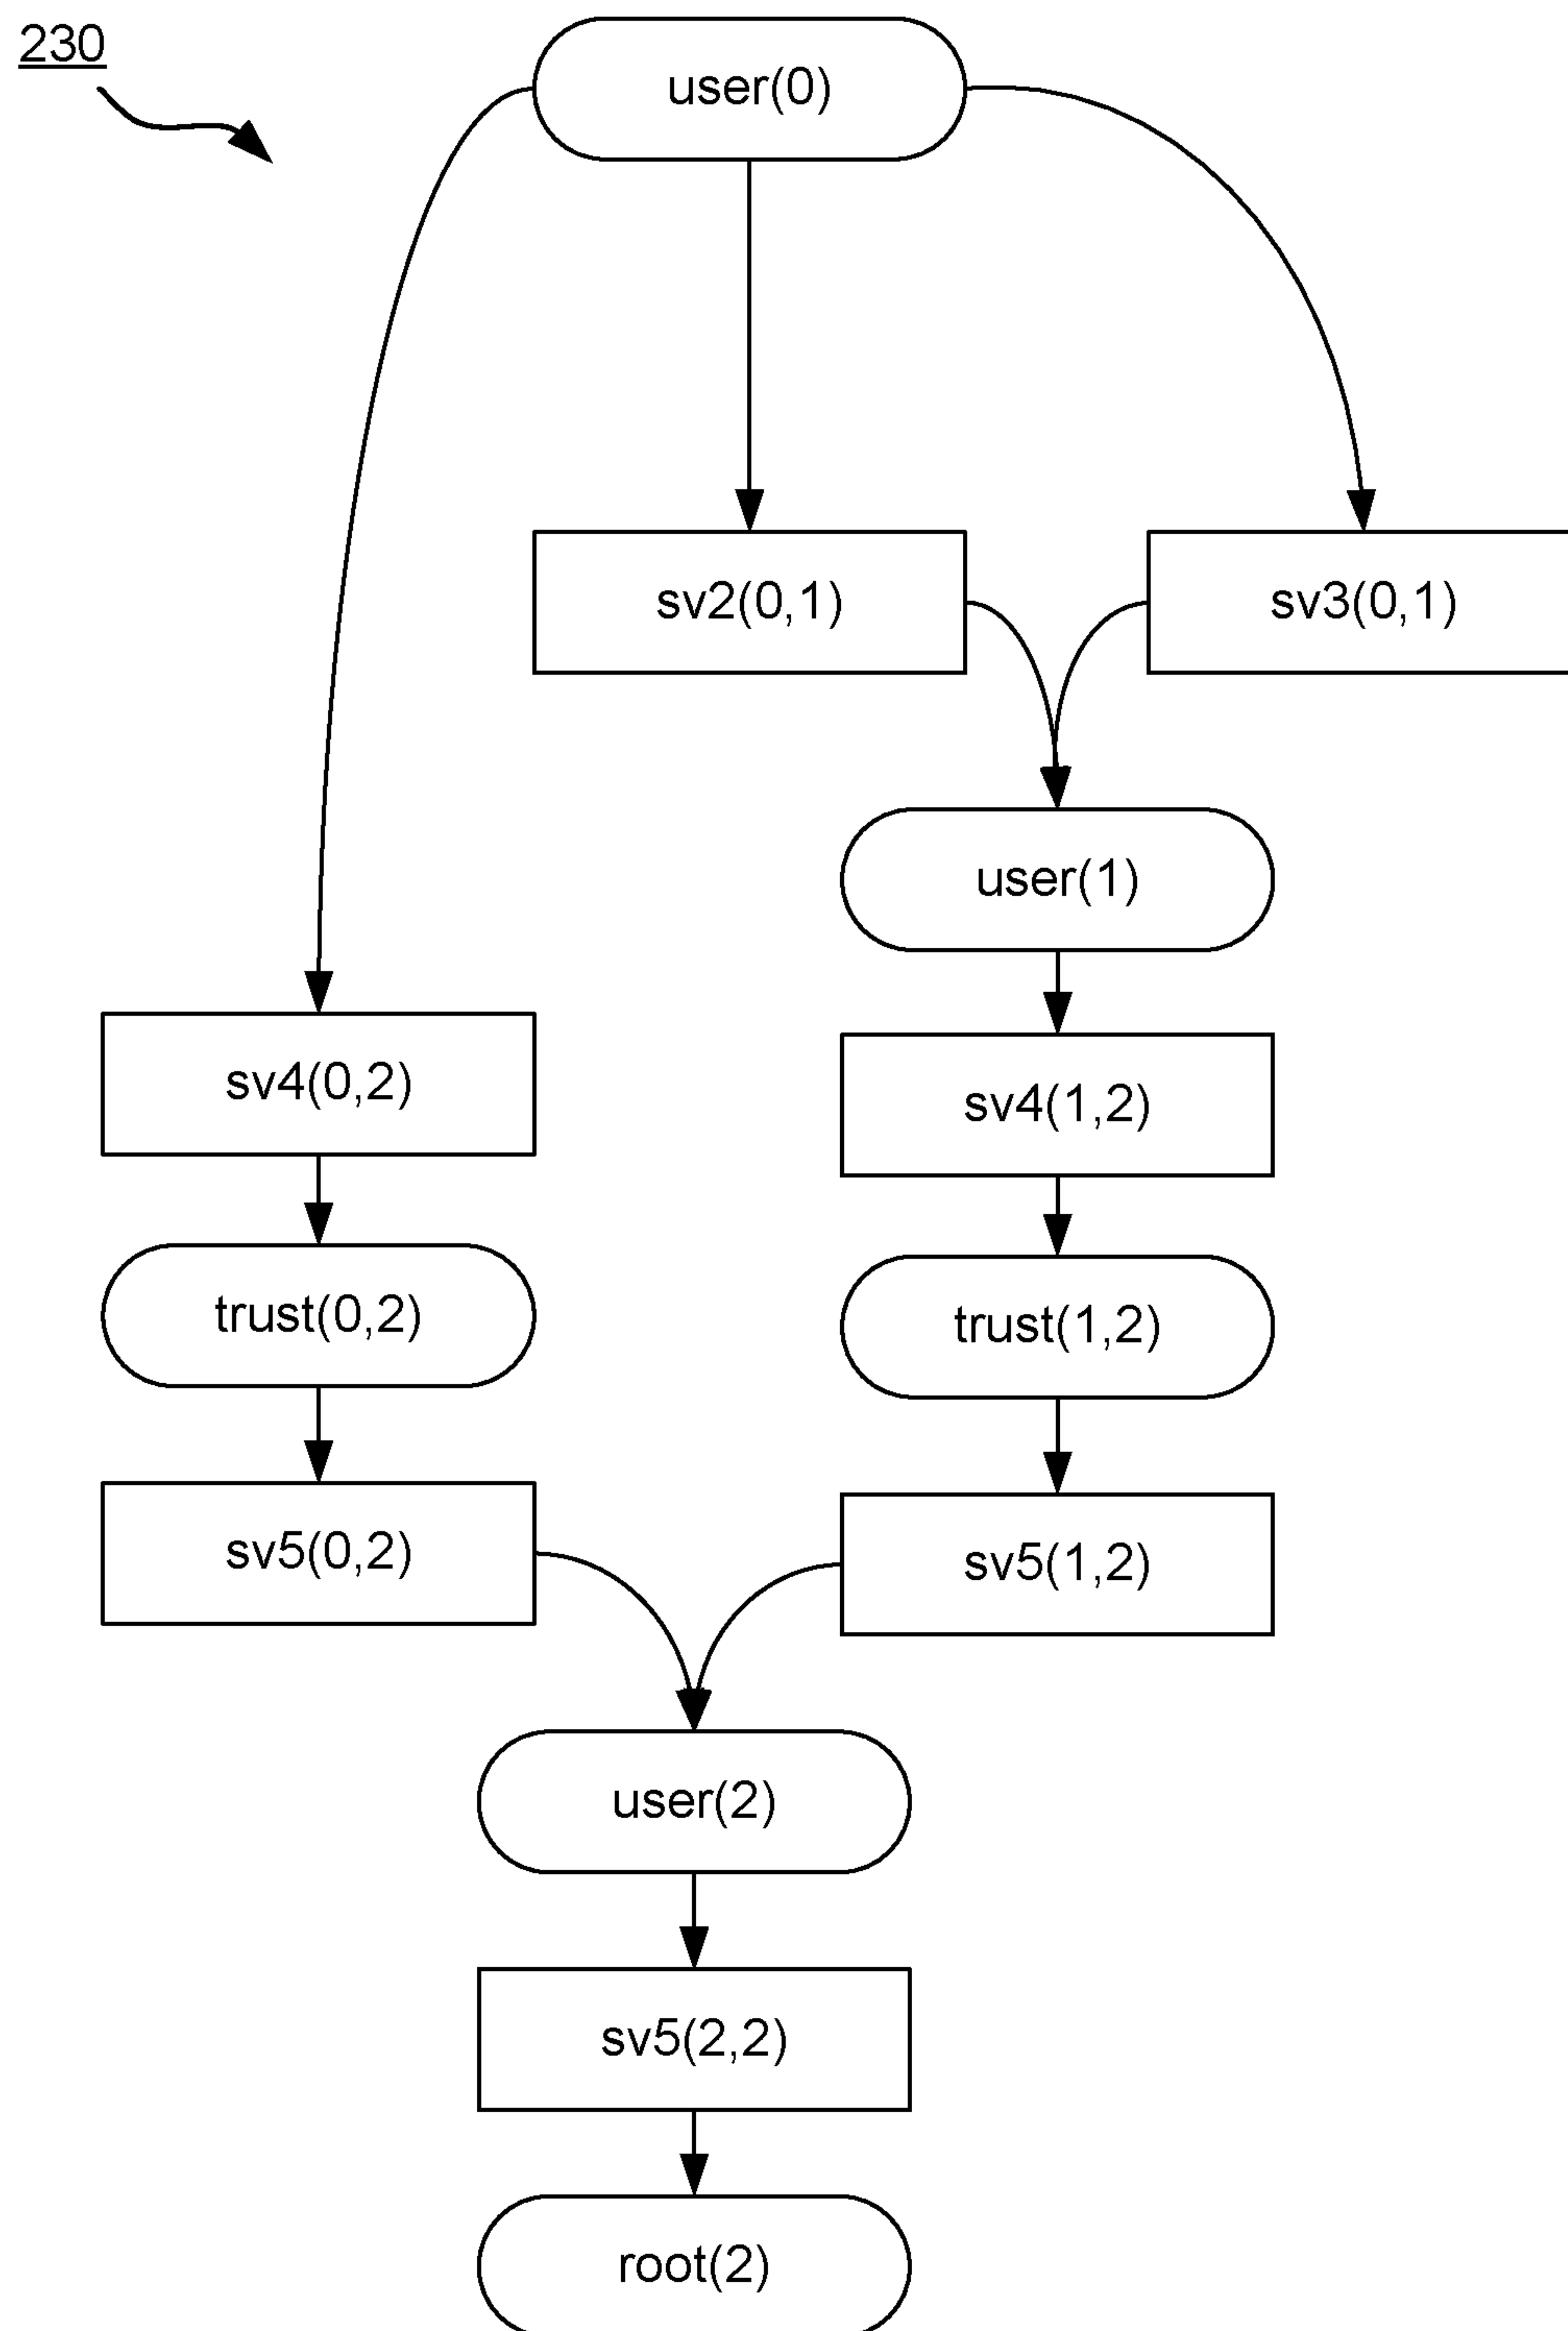 230
user(0)
sv2(0,1)
sv3(0,1)
user(1)
sv4(0,2)
sv4(1,2)
trust(0,2)
trust(1,2)
sv5(0,2)
sv5(1,2)
user(2)
sv5(2,2)
root(2)